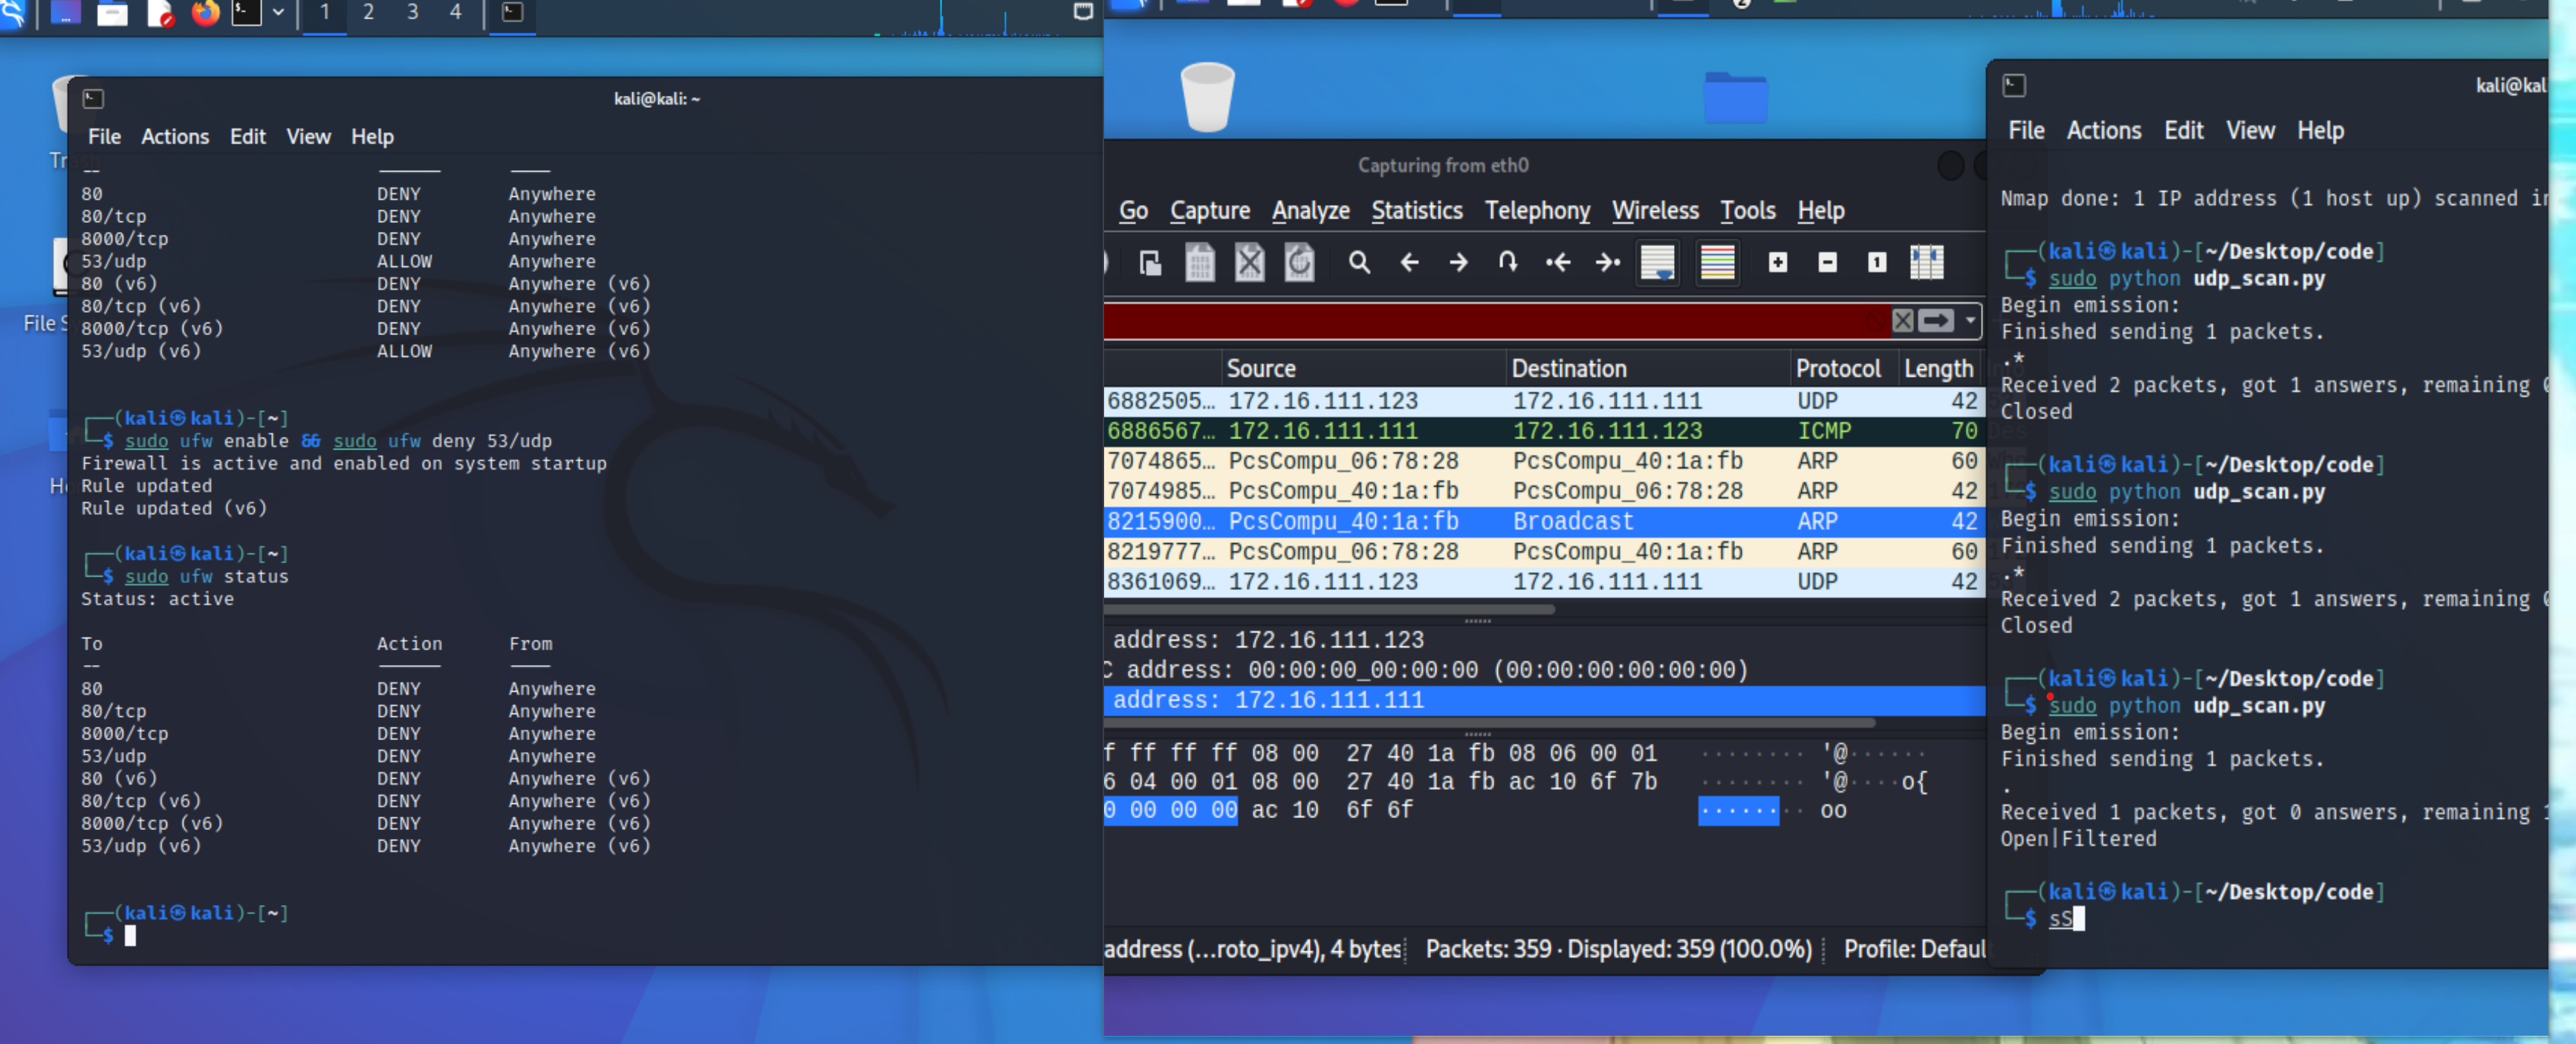 1 2 3 4
kali@kali: ~
File Actions Edit View Help
-- ------ ----
80 DENY Anywhere
80/tcp DENY Anywhere
8000/tcp DENY Anywhere
53/udp ALLOW Anywhere
80 (v6) DENY Anywhere (v6)
80/tcp (v6) DENY Anywhere (v6)
8000/tcp (v6) DENY Anywhere (v6)
53/udp (v6) ALLOW Anywhere (v6)
┌──(kali㉿kali)-[~]
└─$ sudo ufw enable && sudo ufw deny 53/udp
Firewall is active and enabled on system startup
Rule updated
Rule updated (v6)
┌──(kali㉿kali)-[~]
└─$ sudo ufw status
Status: active
To Action From
-- ------ ----
80 DENY Anywhere
80/tcp DENY Anywhere
8000/tcp DENY Anywhere
53/udp DENY Anywhere
80 (v6) DENY Anywhere (v6)
80/tcp (v6) DENY Anywhere (v6)
8000/tcp (v6) DENY Anywhere (v6)
53/udp (v6) DENY Anywhere (v6)
┌──(kali㉿kali)-[~]
└─$
File S
Capturing from eth0
Go Capture Analyze Statistics Telephony Wireless Tools Help
Source Destination Protocol Length
6882505… 172.16.111.123 172.16.111.111 UDP 42
6886567… 172.16.111.111 172.16.111.123 ICMP 70
7074865… PcsCompu_06:78:28 PcsCompu_40:1a:fb ARP 60
7074985… PcsCompu_40:1a:fb PcsCompu_06:78:28 ARP 42
8215900… PcsCompu_40:1a:fb Broadcast ARP 42
8219777… PcsCompu_06:78:28 PcsCompu_40:1a:fb ARP 60
8361069… 172.16.111.123 172.16.111.111 UDP 42
address: 172.16.111.123
C address: 00:00:00_00:00:00 (00:00:00:00:00:00)
address: 172.16.111.111
f ff ff ff 08 00 27 40 1a fb 08 06 00 01 ········ '@······
6 04 00 01 08 00 27 40 1a fb ac 10 6f 7b ········ '@····o{
0 00 00 00 ac 10 6f 6f ········ oo
address (…roto_ipv4), 4 bytes Packets: 359 · Displayed: 359 (100.0%) Profile: Default
kali@kal
File Actions Edit View Help
Nmap done: 1 IP address (1 host up) scanned in
┌──(kali㉿kali)-[~/Desktop/code]
└─$ sudo python udp_scan.py
Begin emission:
Finished sending 1 packets.
.*
Received 2 packets, got 1 answers, remaining 0
Closed
┌──(kali㉿kali)-[~/Desktop/code]
└─$ sudo python udp_scan.py
Begin emission:
Finished sending 1 packets.
.*
Received 2 packets, got 1 answers, remaining 0
Closed
┌──(kali㉿kali)-[~/Desktop/code]
└─$ sudo python udp_scan.py
Begin emission:
Finished sending 1 packets.
.
Received 1 packets, got 0 answers, remaining 1
Open|Filtered
┌──(kali㉿kali)-[~/Desktop/code]
└─$ sS